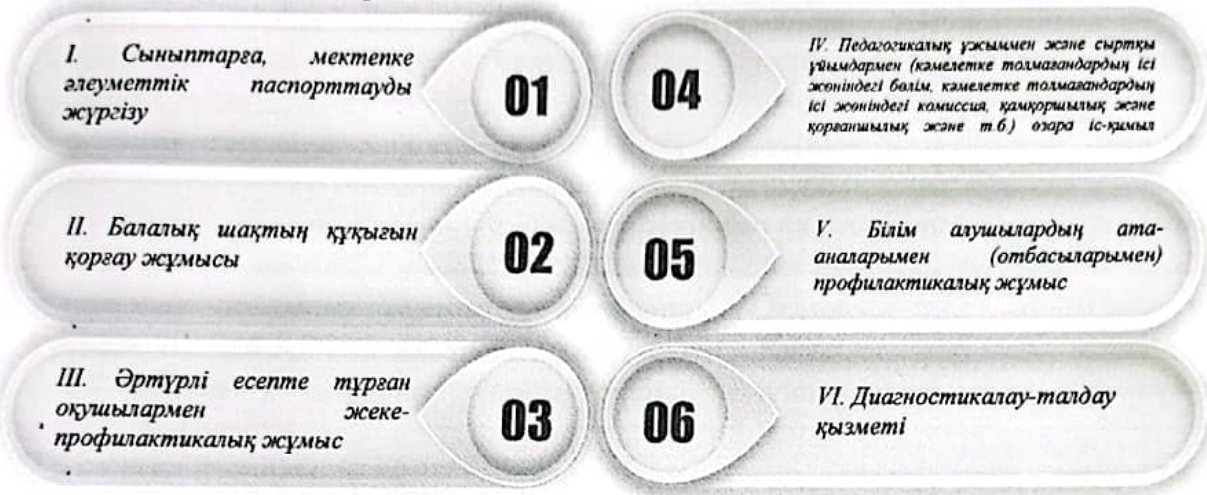 I. Сыныптарға, мектепке
әлеуметтік паспорттауды
жүргізу
01
II. Балалық шақтың құқығын
қорғау жұмысы
02
III. Әртүрлі есепте тұрған
оқушылармен жеке-
профилактикалық жұмыс
03
IV. Педагогикалық ұжыммен және сыртқы
ұйымдармен (кәмелетке толмағандардың ісі
жөніндегі бөлім, кәмелетке толмағандардың
ісі жөніндегі комиссия, қамқоршылық және
қорғаншылық және т.б.) өзара іс-қимыл
04
V. Білім алушылардың ата-
аналарымен (отбасыларымен)
профилактикалық жұмыс
05
VI. Диагностикалау-талдау
қызметі
06